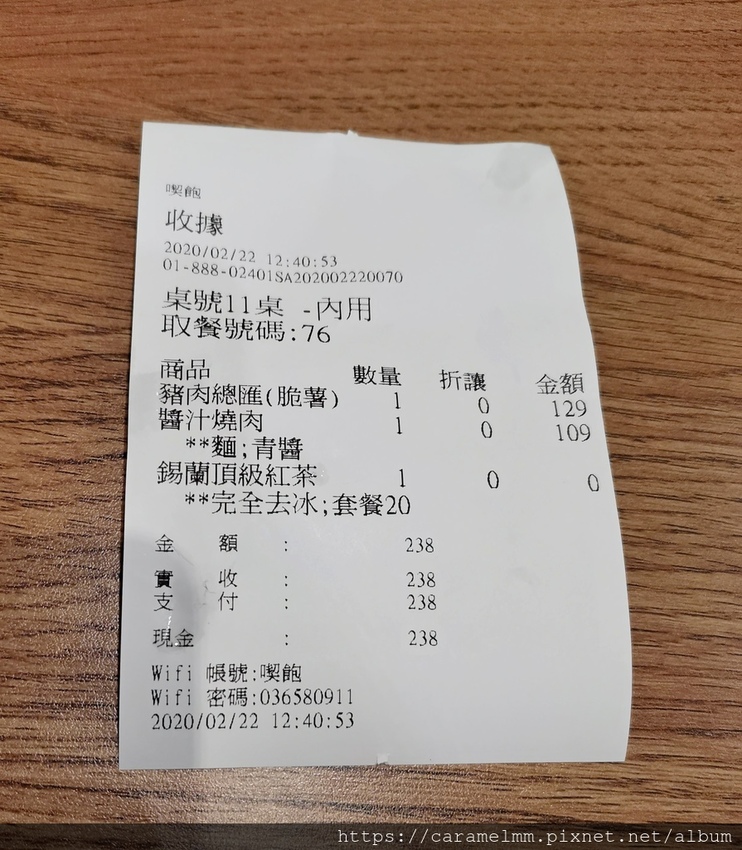 喫飽
收據
2020/02/22 12:40:53
01-888-02401SA202002220070
桌號11桌 -內用
取餐號碼:76
商品 數量 折讓 金額
豬肉總匯(脆薯) 1 0 129
醬汁燒肉 1 0 109
**麵;青醬
錫蘭頂級紅茶 1 0 0
**完全去冰;套餐20
金 額 : 238
實 收 : 238
支 付 : 238
現金 : 238
Wifi 帳號:喫飽
Wifi 密碼:036580911
2020/02/22 12:40:53
https://caramelmm.pixnet.net/album